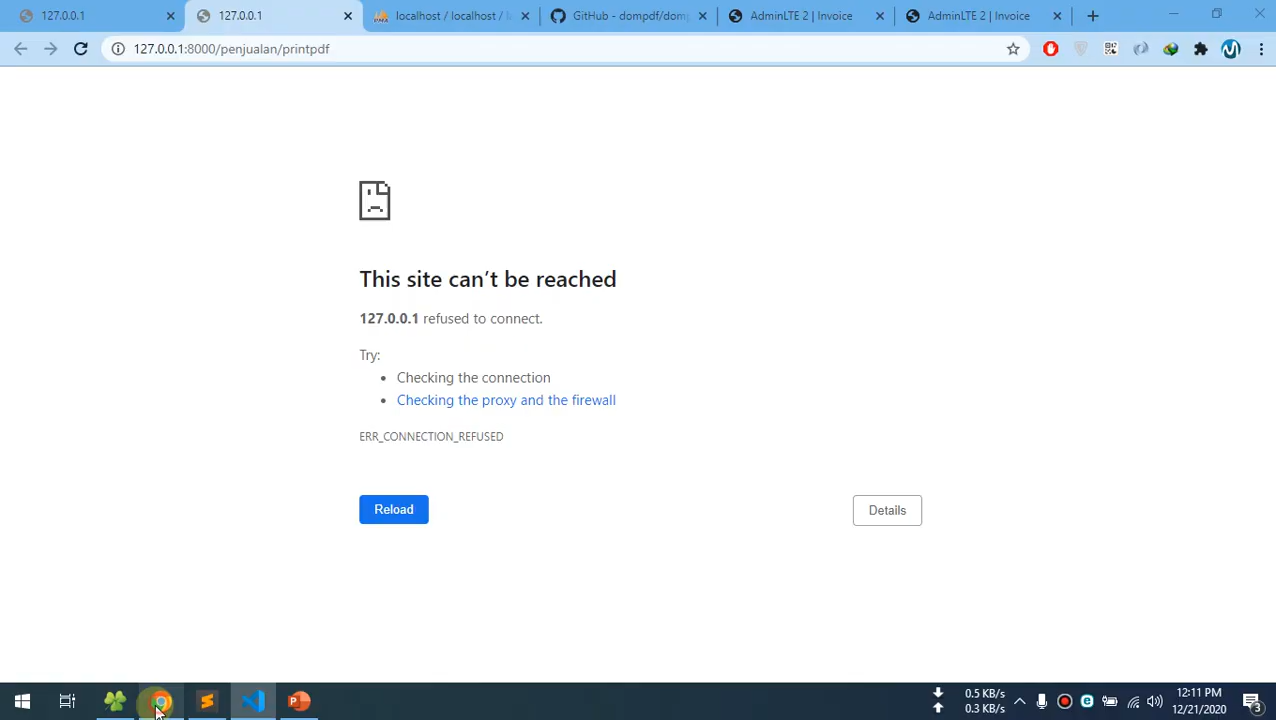 127.0.0.1
127.0.0.1
localhost / localhost / l
GitHub - dompdf/domp
AdminLTE 2 | Invoice
AdminLTE 2 | Invoice
127.0.0.1:8000/penjualan/printpdf
This site can’t be reached
127.0.0.1 refused to connect.
Try:
• Checking the connection
• Checking the proxy and the firewall
ERR_CONNECTION_REFUSED
Reload
Details
0.5 KB/s
0.3 KB/s
12:11 PM
12/21/2020
3